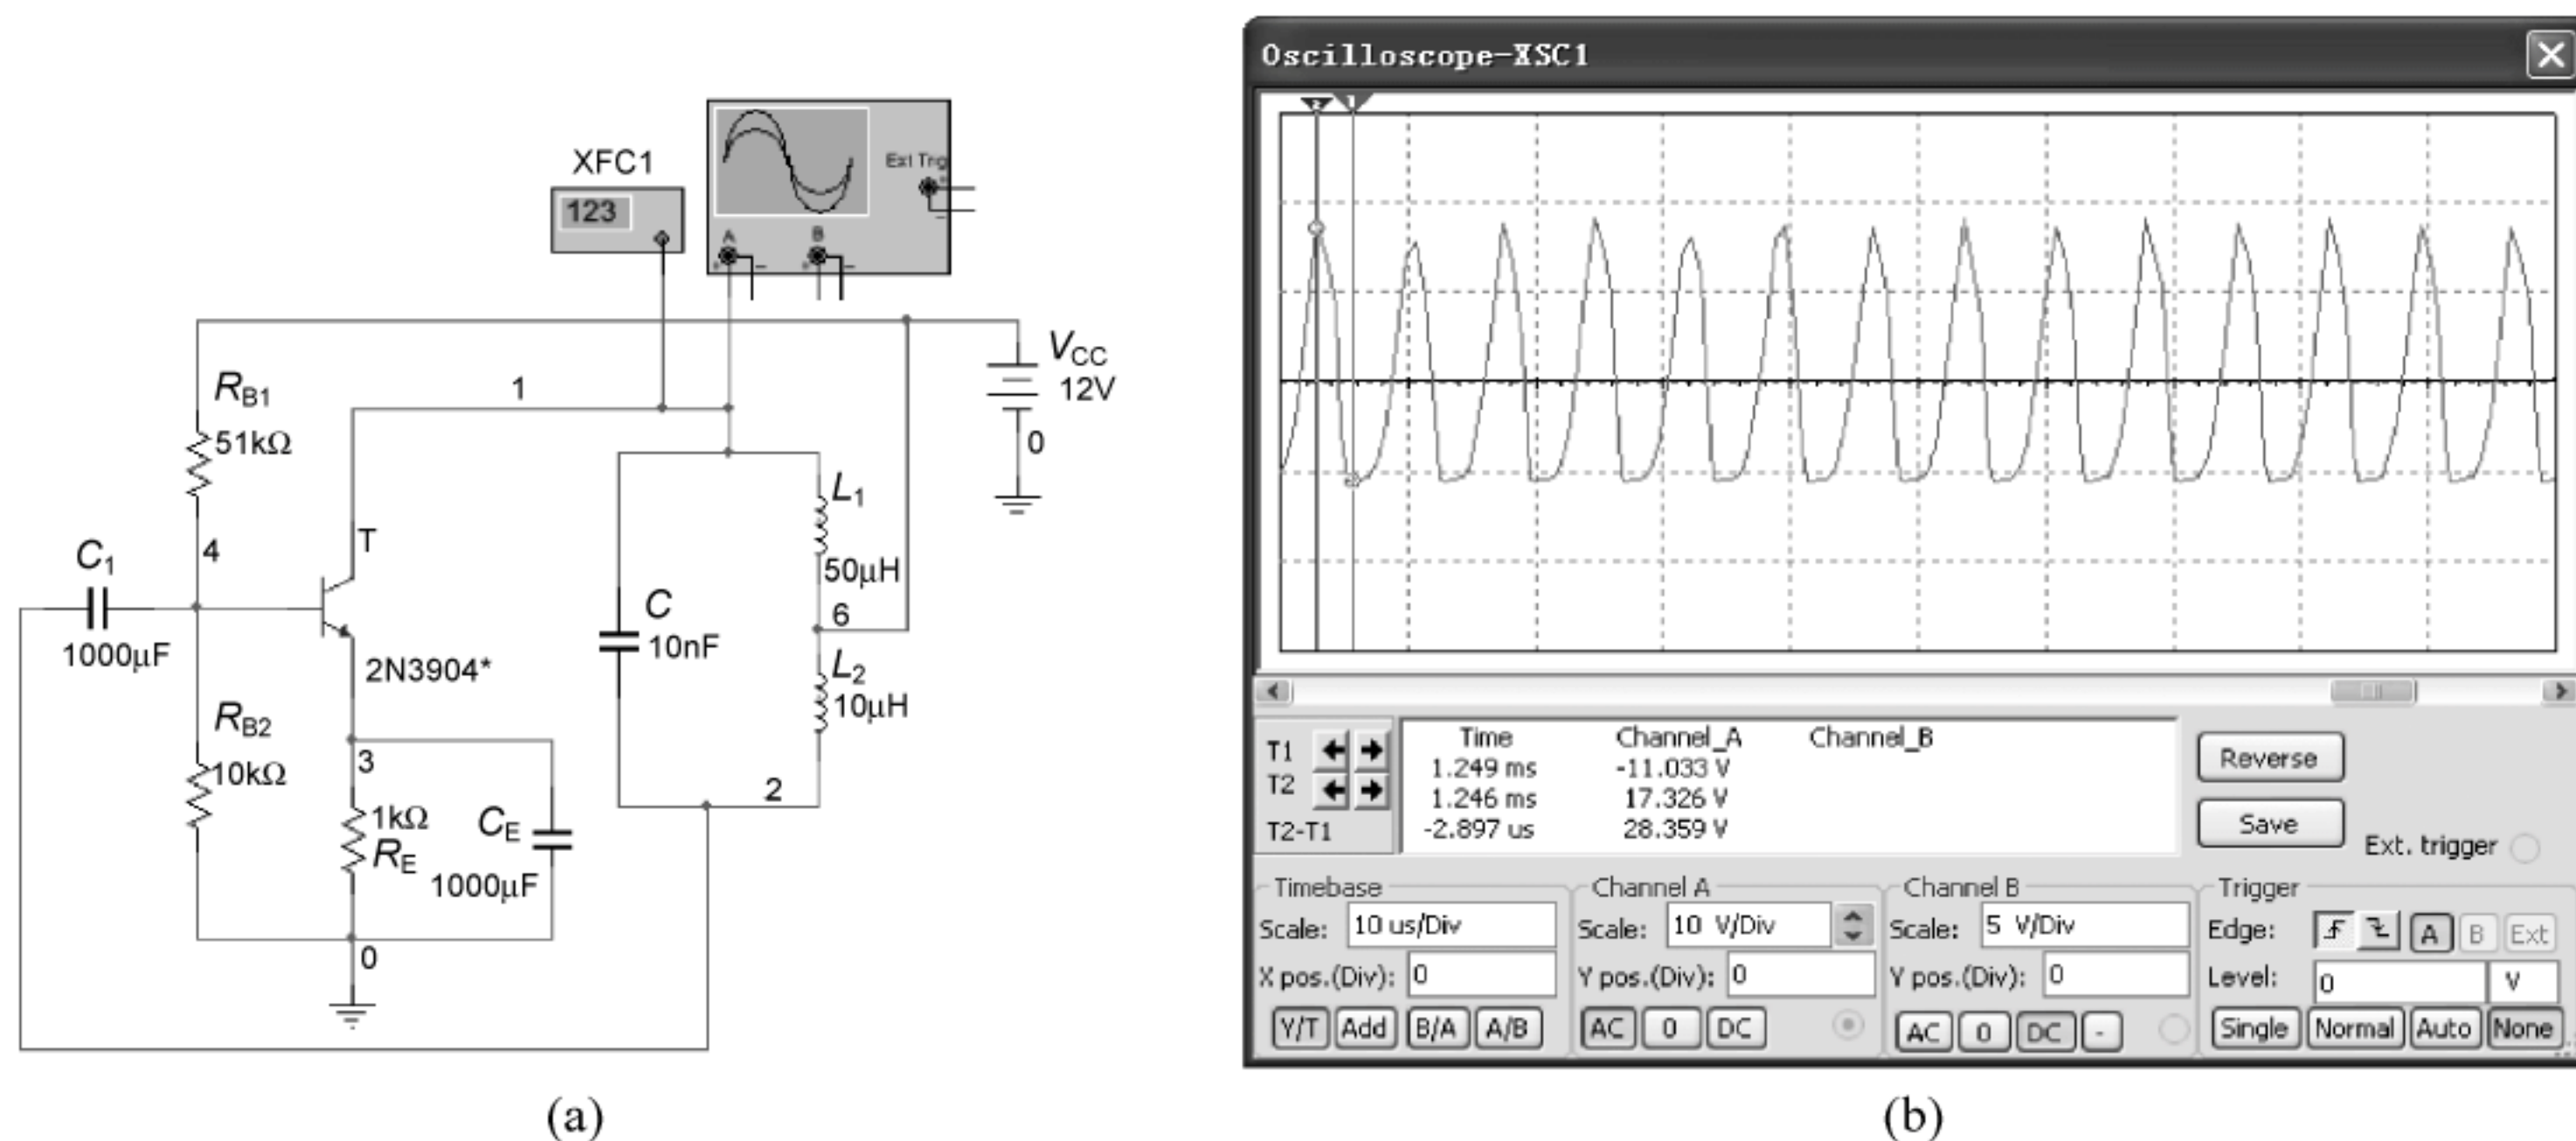 XFC1
123
Ext Trig
A
B
V_CC
12V
0
R_B1
51kΩ
1
T
4
C_1
1000μF
2N3904*
R_B2
10kΩ
3
1kΩ
R_E
C_E
1000μF
0
C
10nF
L_1
50μH
6
L_2
10μH
2
(a)
Oscilloscope-XSC1
2
1
T1
T2
T2-T1
Time Channel_A Channel_B
1.249 ms -11.033 V
1.246 ms 17.326 V
-2.897 us 28.359 V
Reverse
Save
Ext. trigger
Timebase
Scale: 10 us/Div
X pos.(Div): 0
Y/T Add B/A A/B
Channel A
Scale: 10 V/Div
Y pos.(Div): 0
AC 0 DC
Channel B
Scale: 5 V/Div
Y pos.(Div): 0
AC 0 DC -
Trigger
Edge: A B Ext
Level: 0 V
Single Normal Auto None
(b)